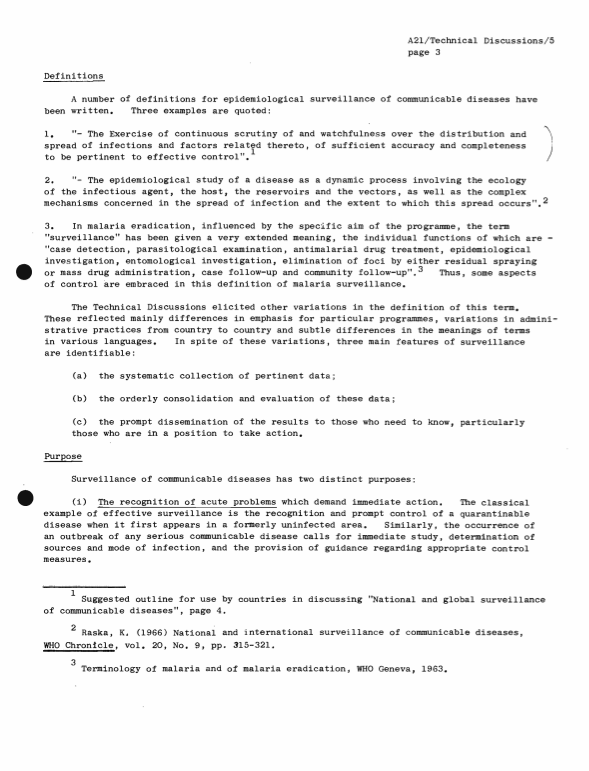 A21/Technical Discussions/5
page 3
Definitions
A number of definitions for epidemiological surveillance of communicable diseases have
been written. Three examples are quoted:
1. "- The Exercise of continuous scrutiny of and watchfulness over the distribution and
spread of infections and factors related thereto, of sufficient accuracy and completeness
to be pertinent to effective control".1
2. "- The epidemiological study of a disease as a dynamic process involving the ecology
of the infectious agent, the host, the reservoirs and the vectors, as well as the complex
mechanisms concerned in the spread of infection and the extent to which this spread occurs".2
3. In malaria eradication, influenced by the specific aim of the programme, the term
"surveillance" has been given a very extended meaning, the individual functions of which are -
"case detection, parasitological examination, antimalarial drug treatment, epidemiological
investigation, entomological investigation, elimination of foci by either residual spraying
or mass drug administration, case follow-up and community follow-up".3 Thus, some aspects
of control are embraced in this definition of malaria surveillance.
The Technical Discussions elicited other variations in the definition of this term.
These reflected mainly differences in emphasis for particular programmes, variations in admini-
strative practices from country to country and subtle differences in the meanings of terms
in various languages. In spite of these variations, three main features of surveillance
are identifiable:
(a) the systematic collection of pertinent data;
(b) the orderly consolidation and evaluation of these data;
(c) the prompt dissemination of the results to those who need to know, particularly
those who are in a position to take action.
Purpose
Surveillance of communicable diseases has two distinct purposes:
(i) The recognition of acute problems which demand immediate action. The classical
example of effective surveillance is the recognition and prompt control of a quarantinable
disease when it first appears in a formerly uninfected area. Similarly, the occurrence of
an outbreak of any serious communicable disease calls for immediate study, determination of
sources and mode of infection, and the provision of guidance regarding appropriate control
measures.
1 Suggested outline for use by countries in discussing "National and global surveillance
of communicable diseases", page 4.
2 Raska, K. (1966) National and international surveillance of communicable diseases,
WHO Chronicle, vol. 20, No. 9, pp. 315-321.
3 Terminology of malaria and of malaria eradication, WHO Geneva, 1963.